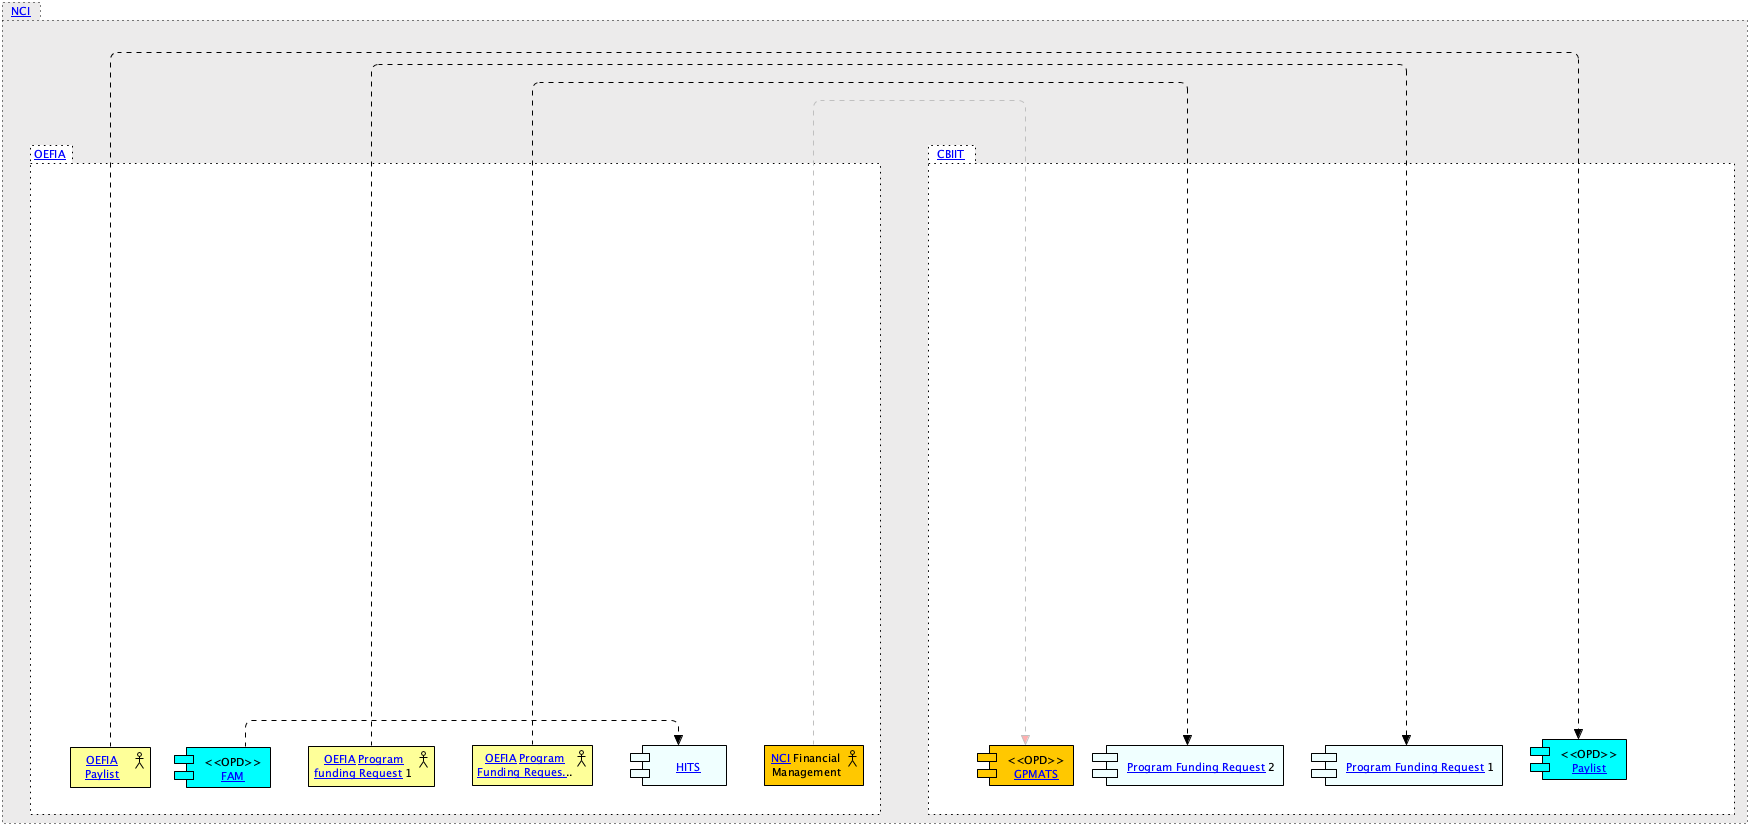 NCI
OEFIA
CBIIT
OEFIA
Paylist
<<OPD>>
FAM
OEFIA Program
funding Request 1
OEFIA Program
Funding Reques...
HITS
NCI Financial
Management
<<OPD>>
GPMATS
Program Funding Request 2
Program Funding Request 1
<<OPD>>
Paylist